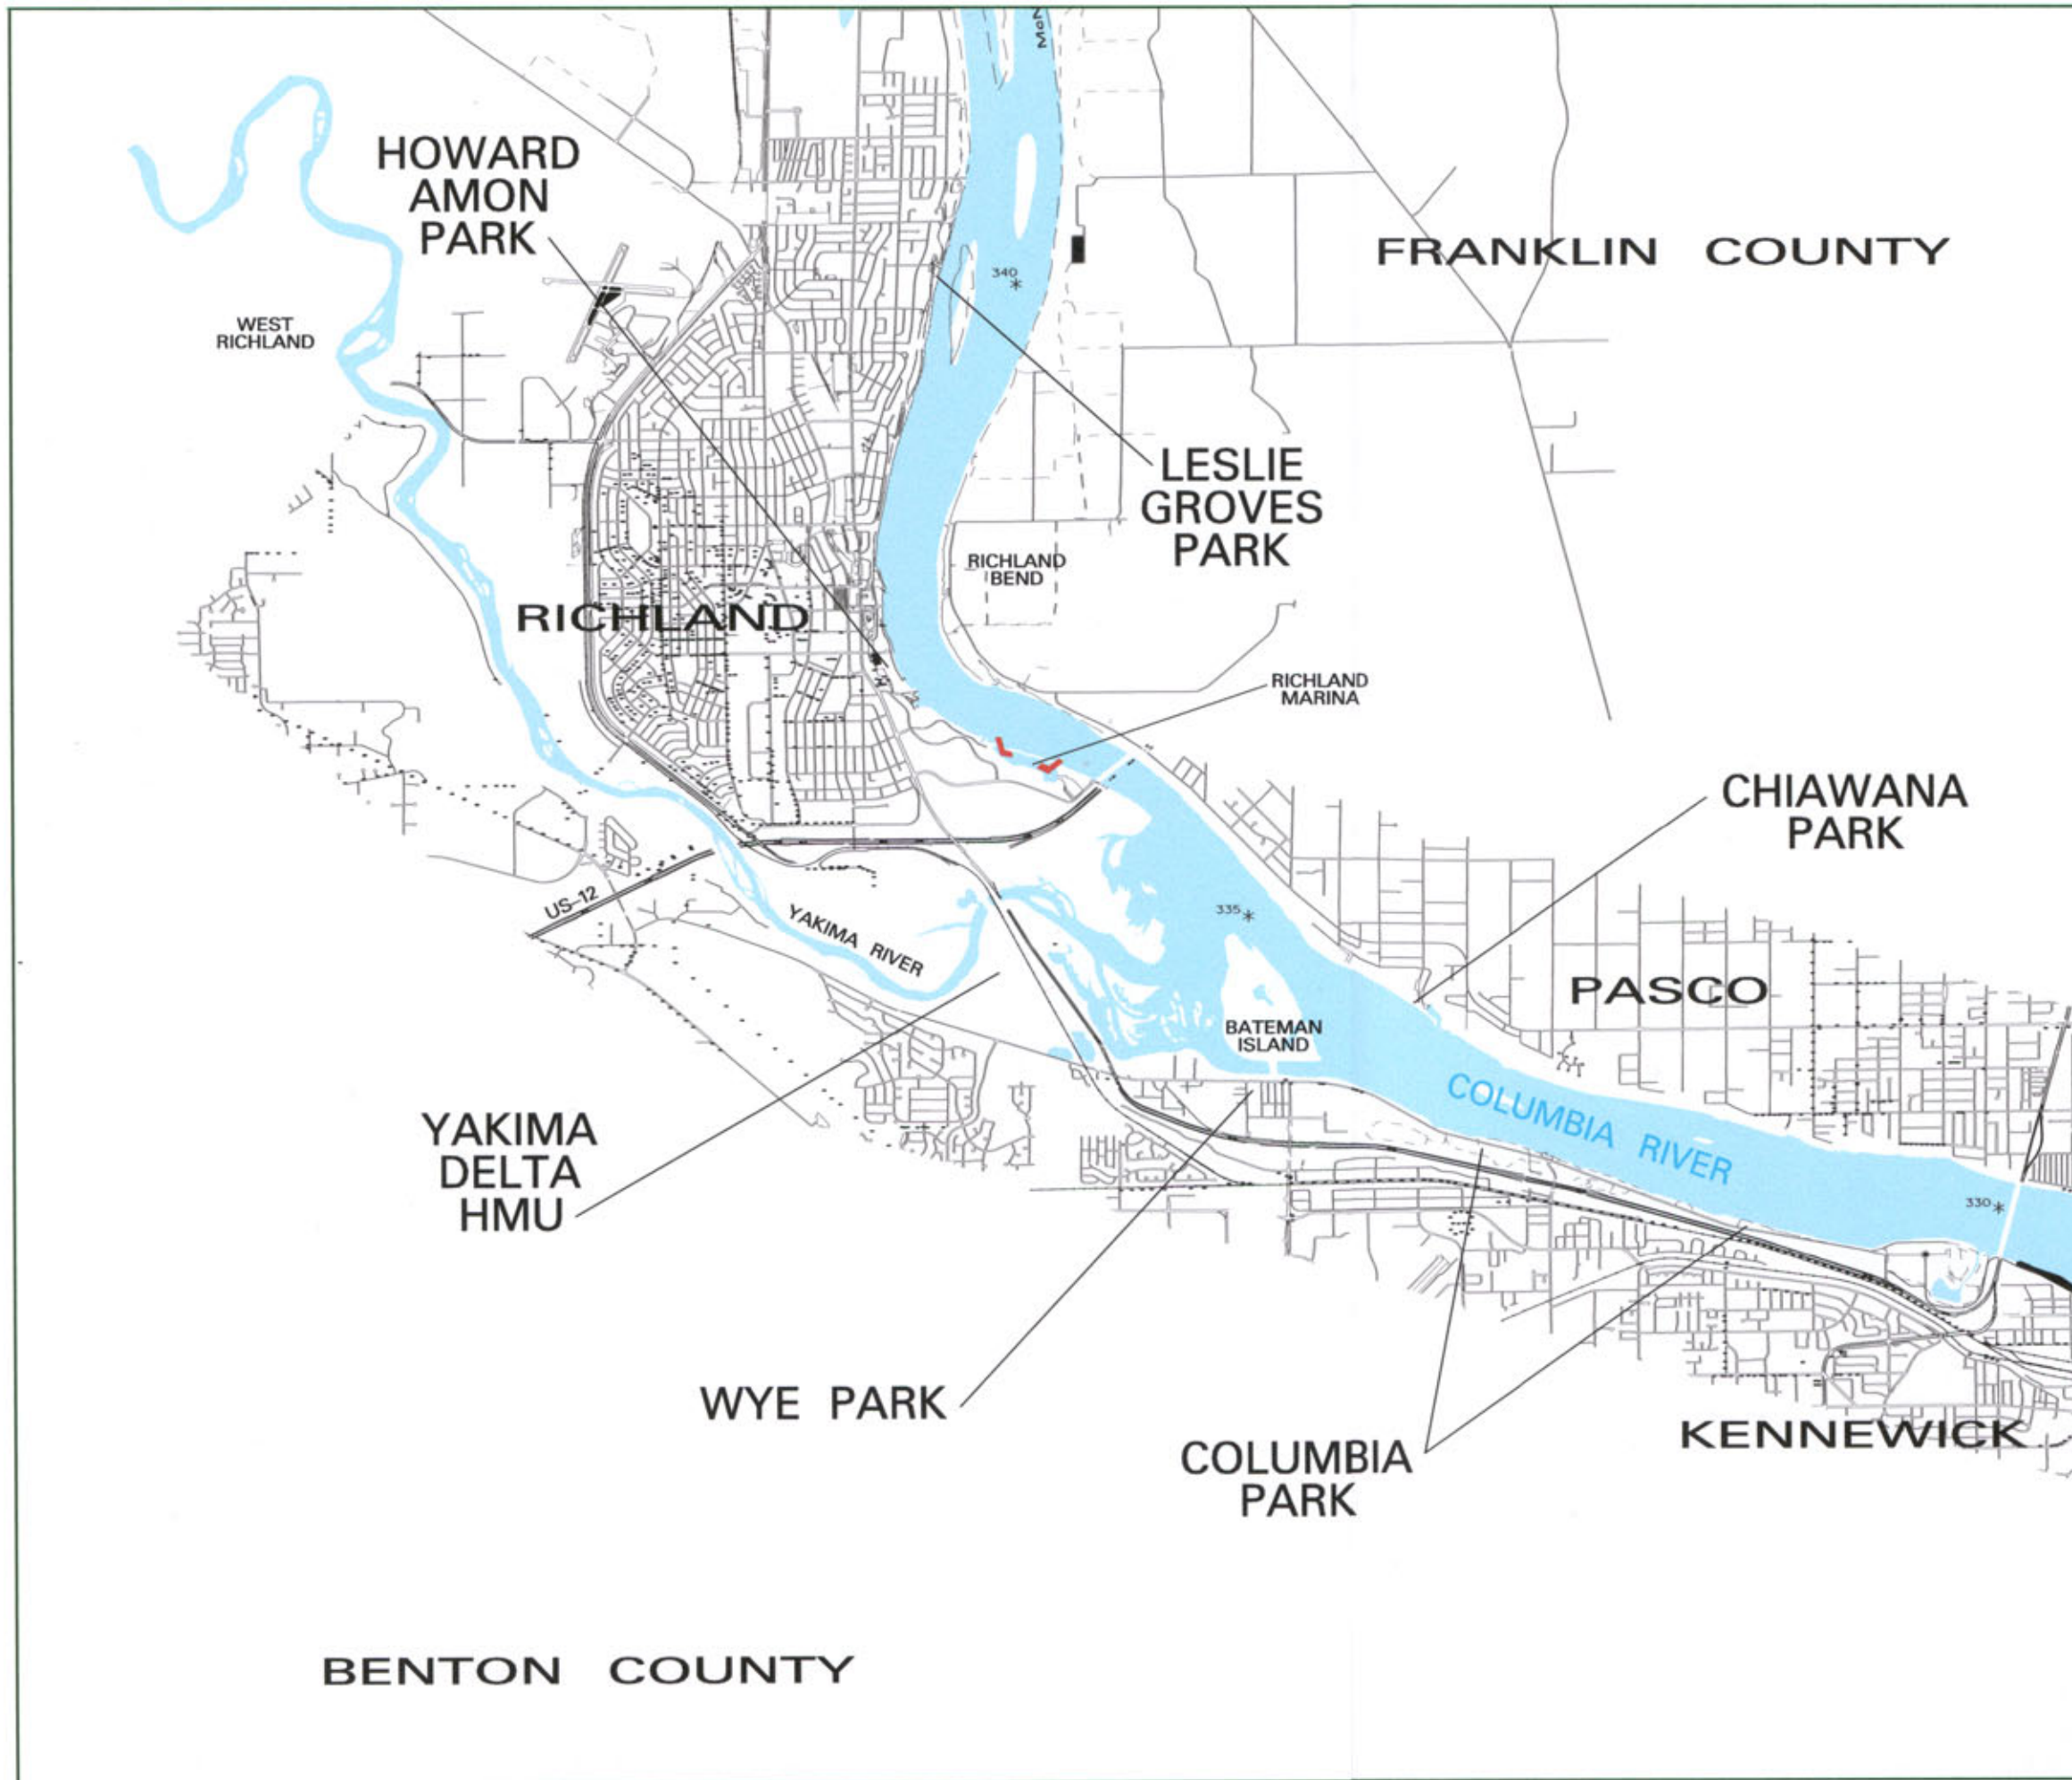 McN
HOWARD
AMON
PARK
FRANKLIN COUNTY
340
WEST
RICHLAND
LESLIE
GROVES
PARK
RICHLAND
BEND
RICHLAND
RICHLAND
MARINA
CHIAWANA
PARK
US-12
YAKIMA RIVER
335
PASCO
BATEMAN
ISLAND
COLUMBIA RIVER
YAKIMA
DELTA
HMU
330
WYE PARK
KENNEWICK
COLUMBIA
PARK
BENTON COUNTY